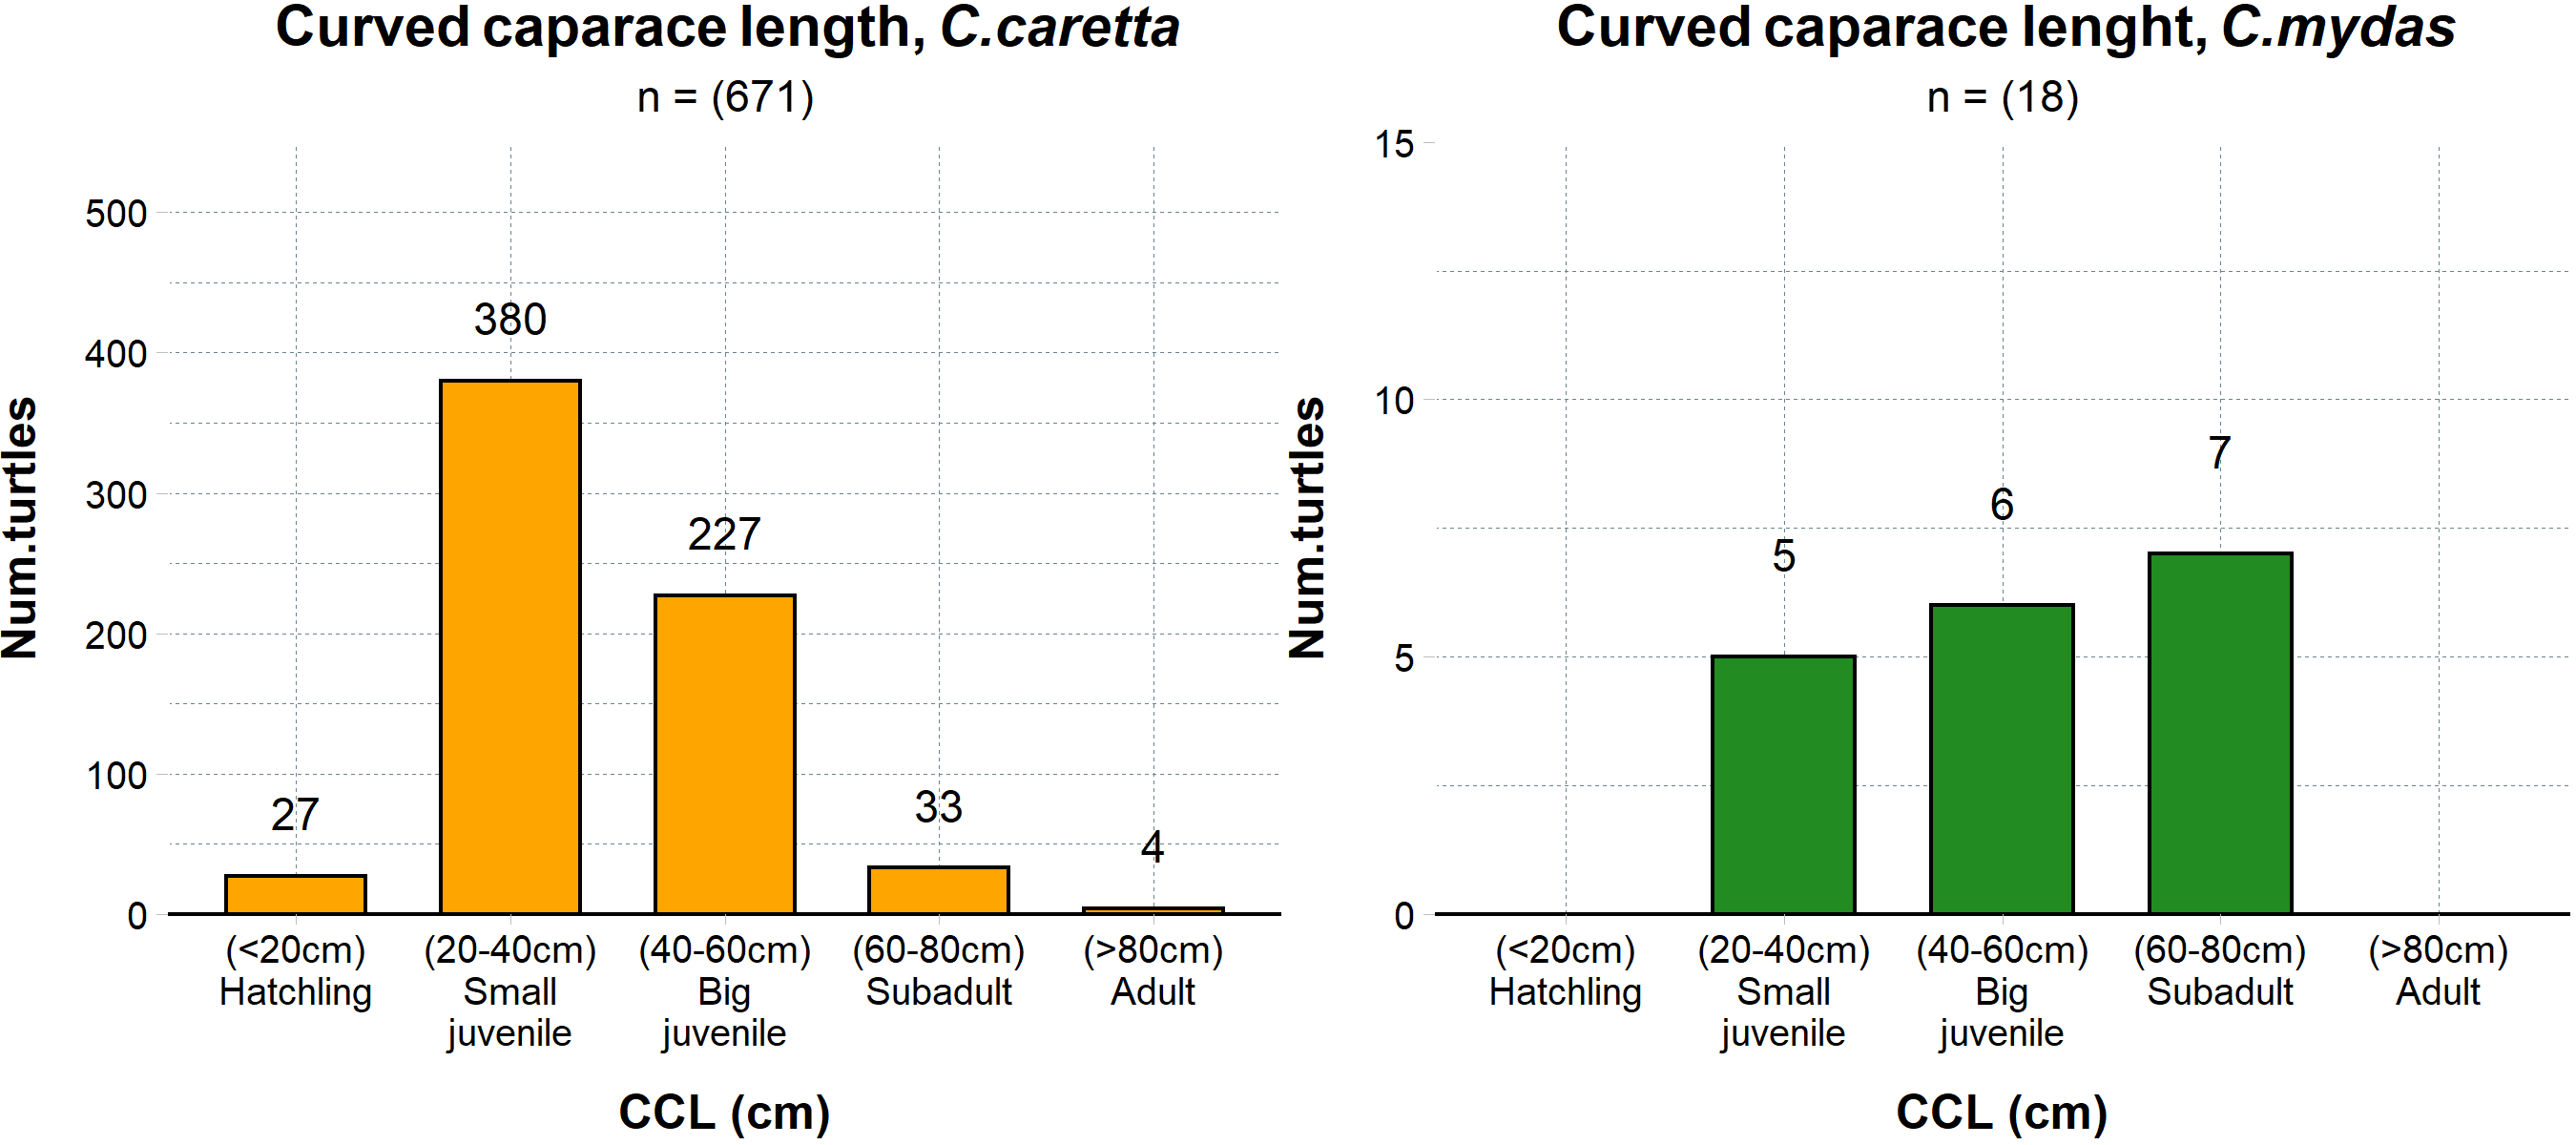 Curved caparace length, C.caretta
n = (671)
Num.turtles
500
400
300
200
100
0
27
380
227
33
4
(<20cm)
Hatchling
(20-40cm)
Small
juvenile
(40-60cm)
Big
juvenile
(60-80cm)
Subadult
(>80cm)
Adult
CCL (cm)
Curved caparace lenght, C.mydas
n = (18)
Num.turtles
15
10
5
0
5
6
7
(<20cm)
Hatchling
(20-40cm)
Small
juvenile
(40-60cm)
Big
juvenile
(60-80cm)
Subadult
(>80cm)
Adult
CCL (cm)